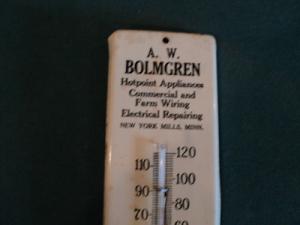 A. W.
BOLMGREN
Hotpoint Appliances
Commercial and
Farm Wiring
Electrical Repairing
NEW YORK MILLS, MINN.
120
110
100
90
80
70
60